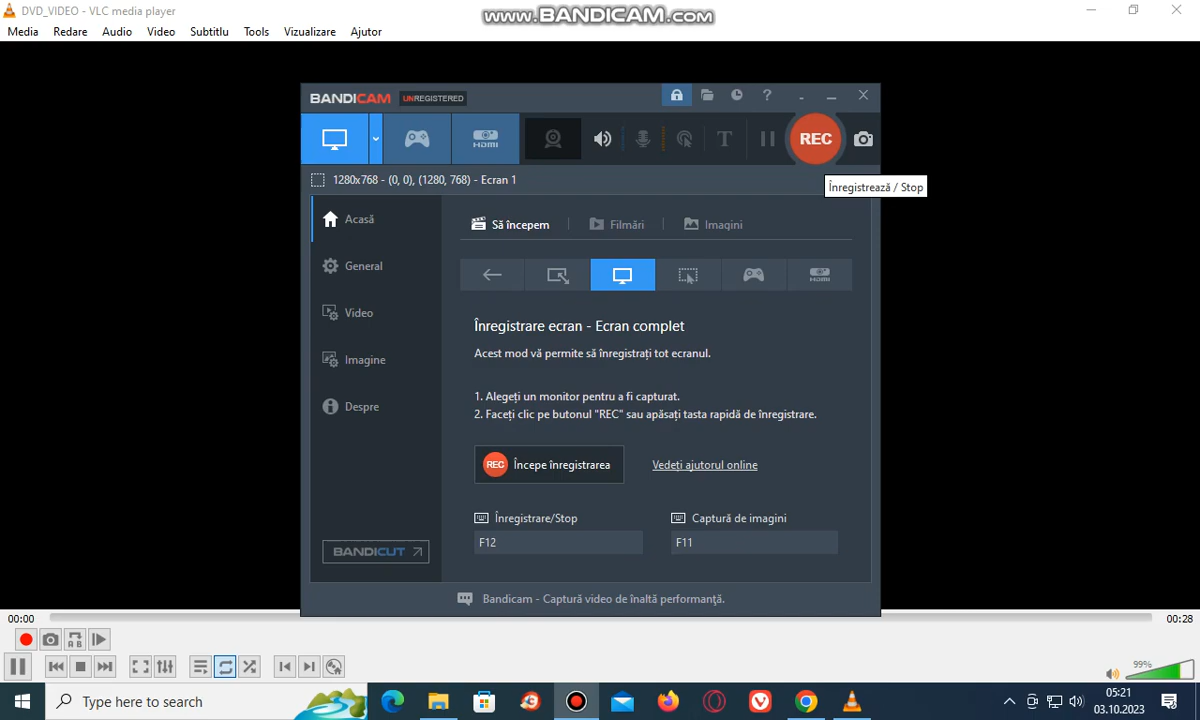 DVD_VIDEO - VLC media player
www.BANDICAM.com
Media Redare Audio Video Subtitlu Tools Vizualizare Ajutor
BANDICAM UNREGISTERED
HDMI
T
REC
1280x768 - (0, 0), (1280, 768) - Ecran 1
Înregistrează / Stop
Acasă
General
Video
Imagine
Despre
BANDICUT
Să începem
Filmări
Imagini
HDMI
Înregistrare ecran - Ecran complet
Acest mod vă permite să înregistrați tot ecranul.
1. Alegeți un monitor pentru a fi capturat.
2. Faceți clic pe butonul "REC" sau apăsați tasta rapidă de înregistrare.
REC Începe înregistrarea
Vedeți ajutorul online
Înregistrare/Stop
Captură de imagini
F12
F11
Bandicam - Captură video de înaltă performanță.
00:00
00:28
A B
99%
Type here to search
05:21
03.10.2023